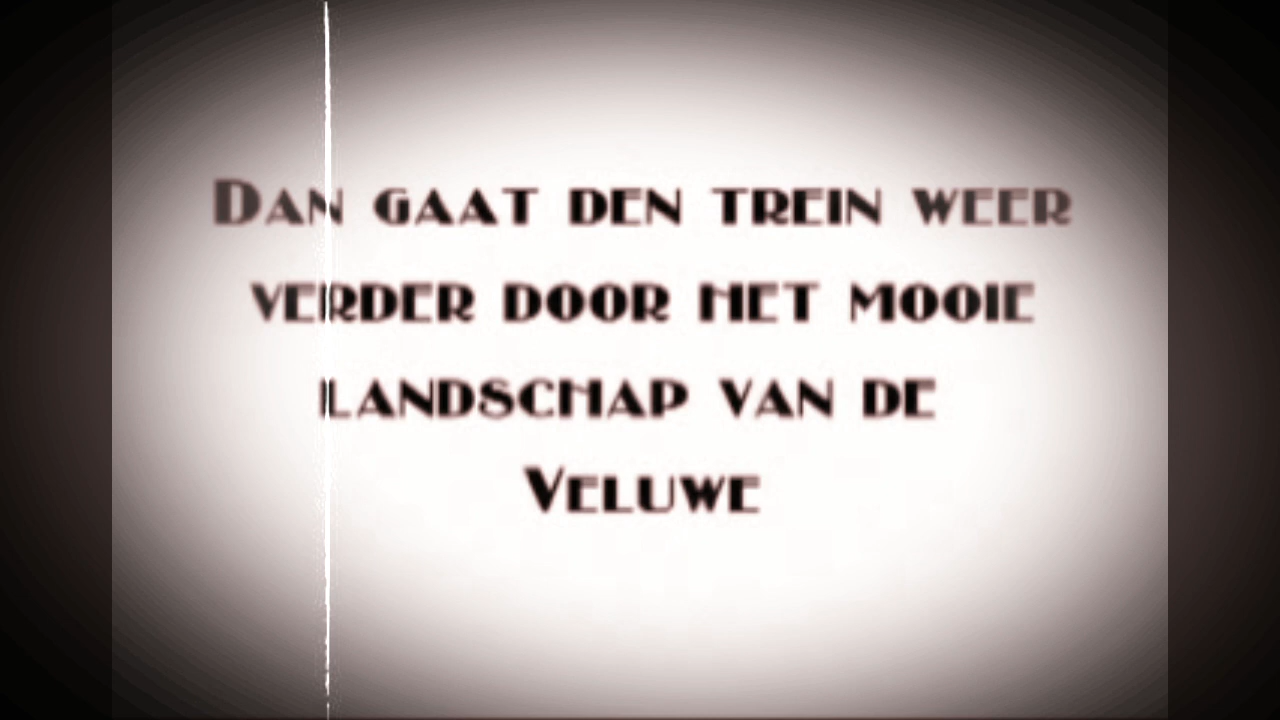 Dan gaat den trein weer
verder door het mooie
landschap van de
Veluwe